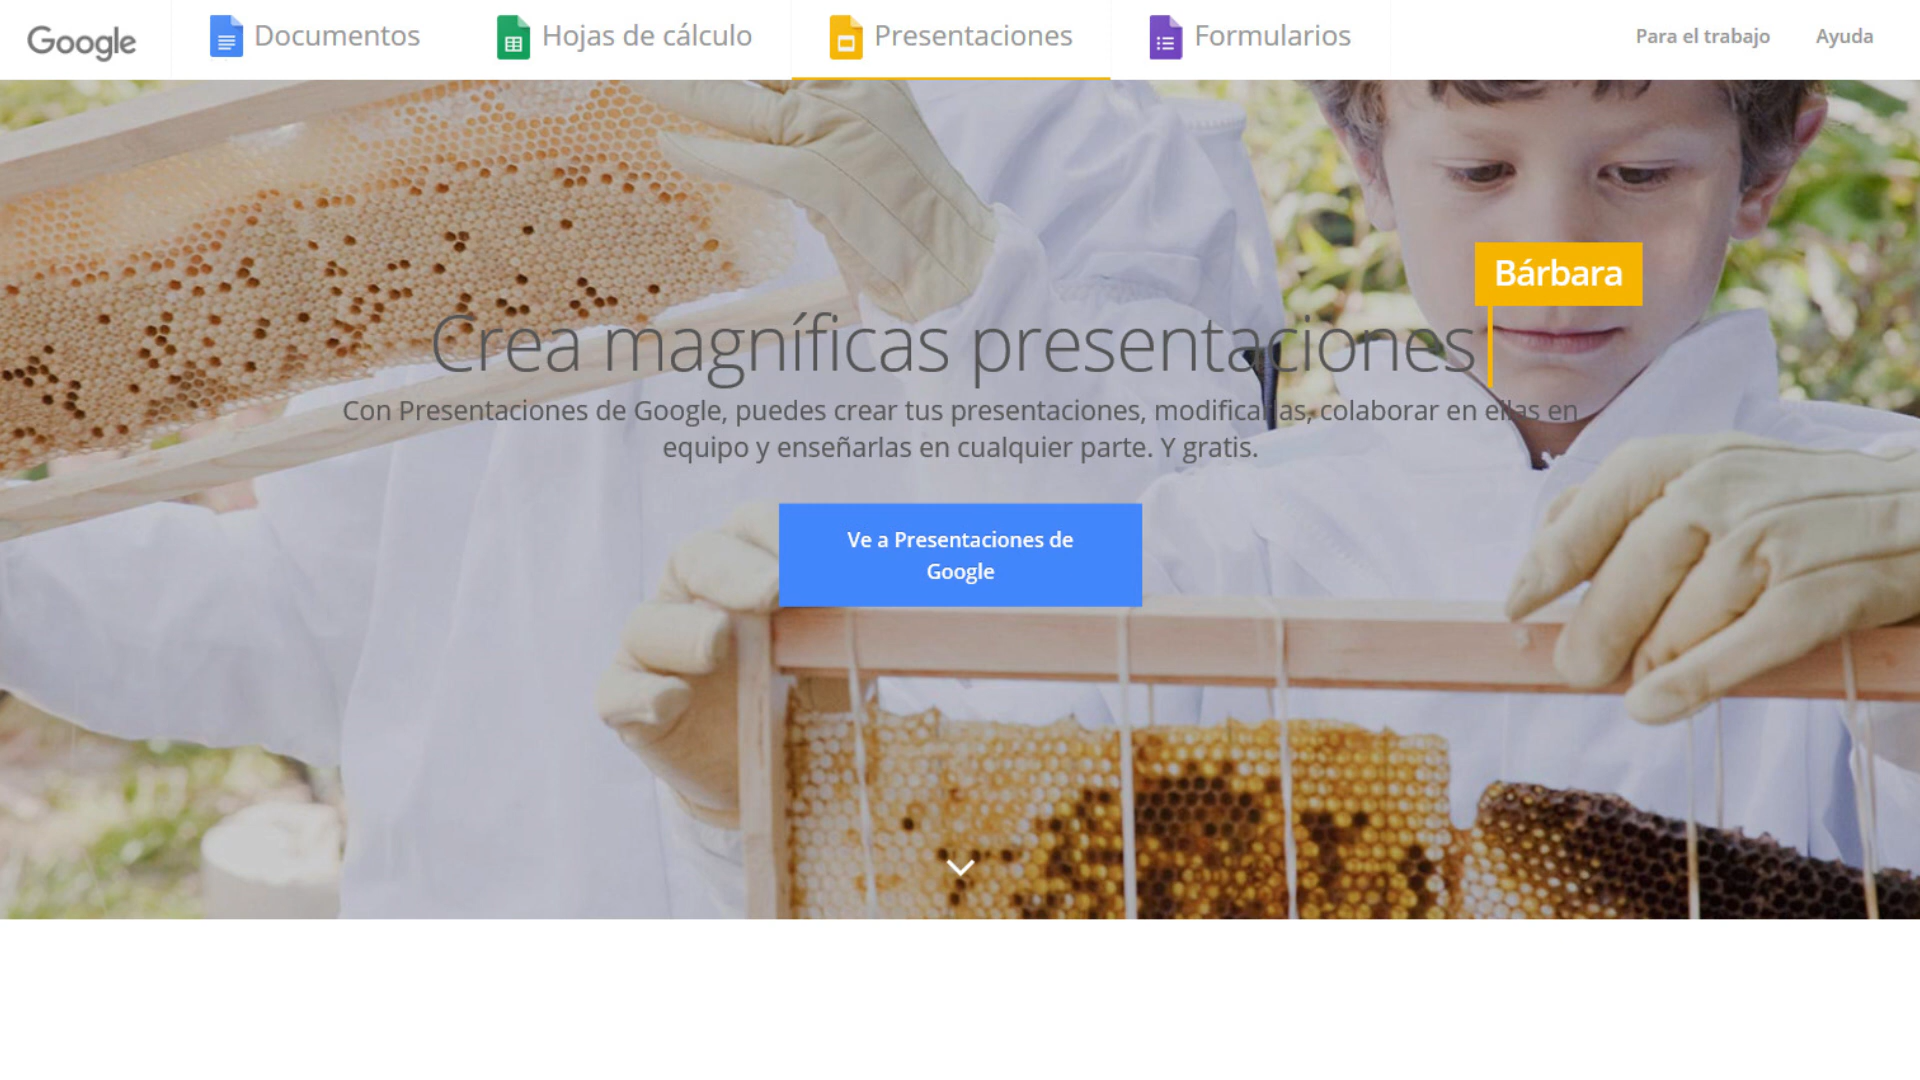 Google
Documentos
Hojas de cálculo
Presentaciones
Formularios
Para el trabajo
Ayuda
Bárbara
Crea magníficas presentaciones
Con Presentaciones de Google, puedes crear tus presentaciones, modificarlas, colaborar en ellas en
equipo y enseñarlas en cualquier parte. Y gratis.
Ve a Presentaciones de
Google